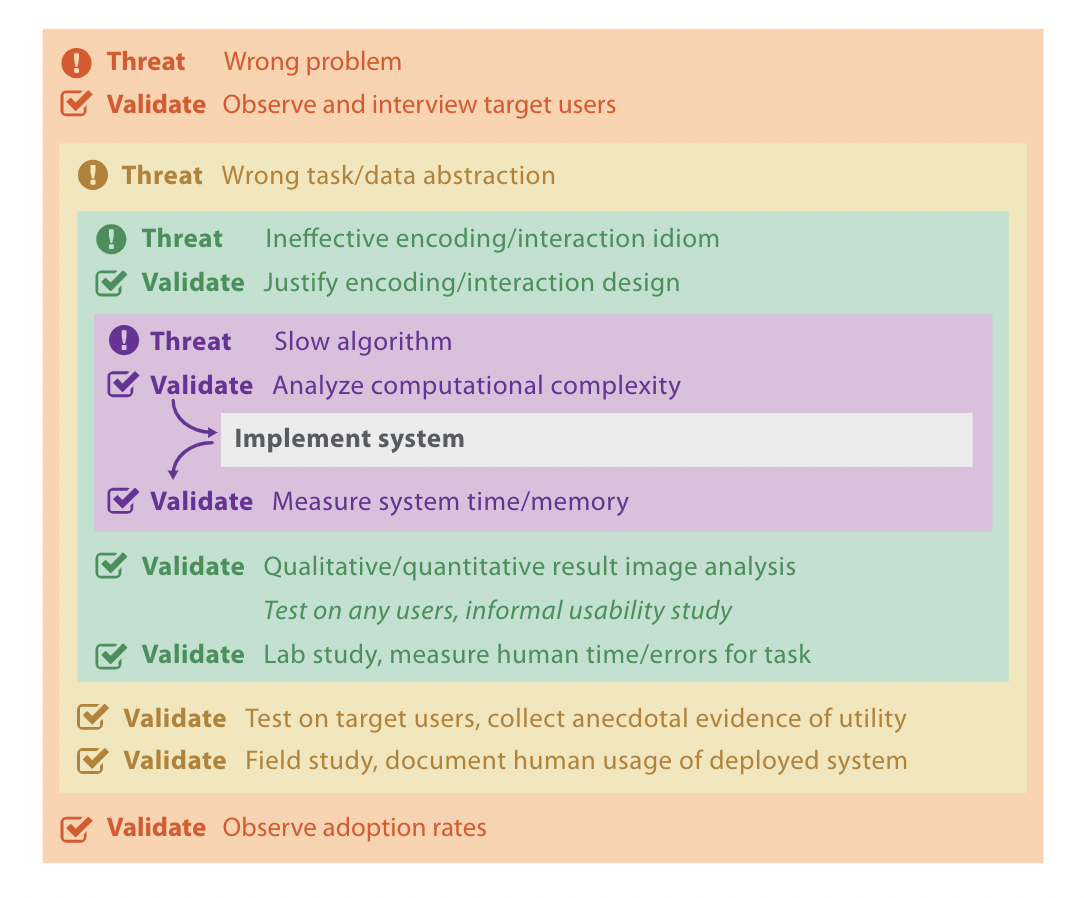 Threat Wrong problem
Validate Observe and interview target users
Threat Wrong task/data abstraction
Threat Ineffective encoding/interaction idiom
Validate Justify encoding/interaction design
Threat Slow algorithm
Validate Analyze computational complexity
Implement system
Validate Measure system time/memory
Validate Qualitative/quantitative result image analysis
Test on any users, informal usability study
Validate Lab study, measure human time/errors for task
Validate Test on target users, collect anecdotal evidence of utility
Validate Field study, document human usage of deployed system
Validate Observe adoption rates